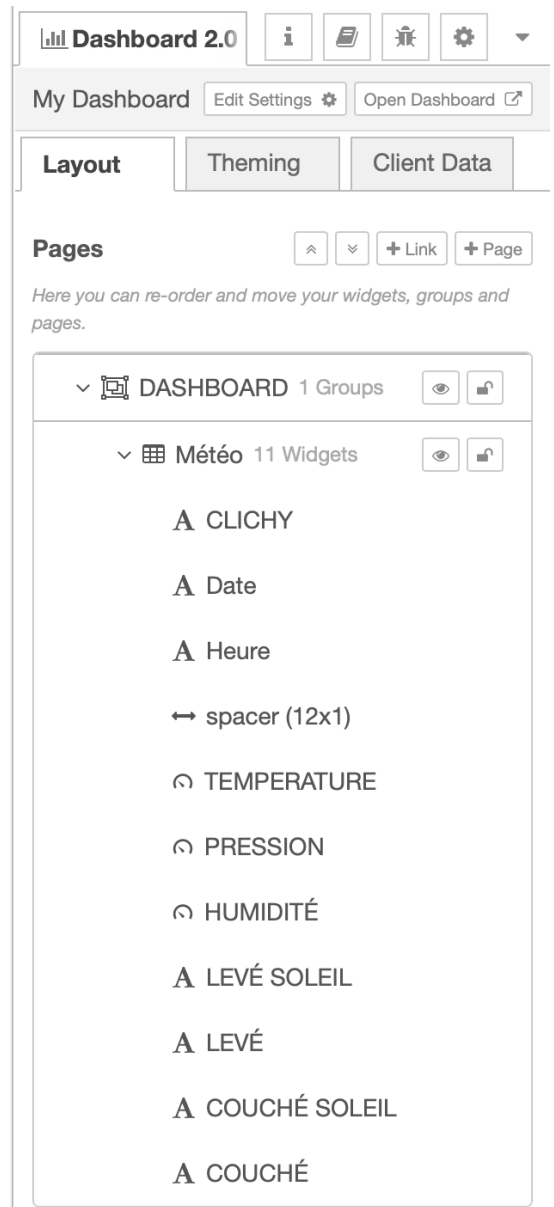 Dashboard 2.0
My Dashboard Edit Settings Open Dashboard
Layout Theming Client Data
Pages Link Page
Here you can re-order and move your widgets, groups and
pages.
DASHBOARD 1 Groups
Météo 11 Widgets
CLICHY
Date
Heure
spacer (12x1)
TEMPERATURE
PRESSION
HUMIDITÉ
LEVÉ SOLEIL
LEVÉ
COUCHÉ SOLEIL
COUCHÉ